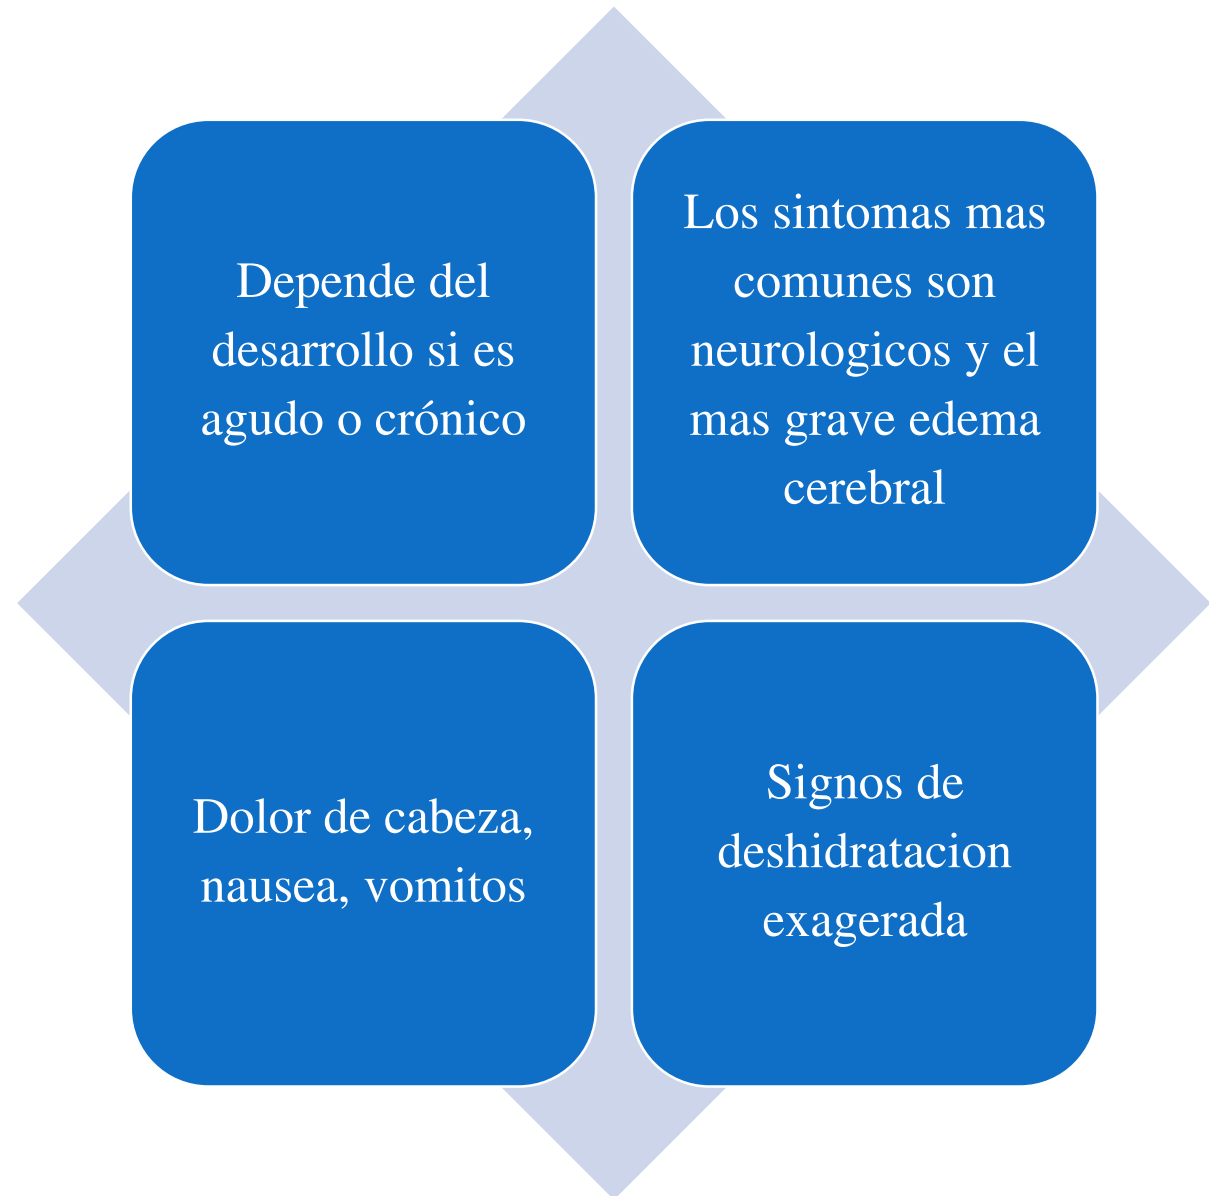 Depende del
desarrollo si es
agudo o crónico
Los sintomas mas
comunes son
neurologicos y el
mas grave edema
cerebral
Dolor de cabeza,
nausea, vomitos
Signos de
deshidratacion
exagerada